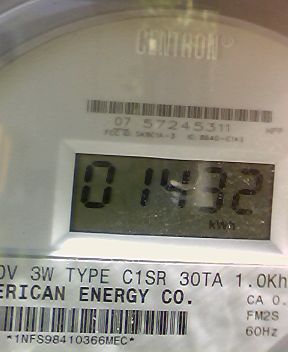 CENTRON®
07 57245311
01432
kWh
0V 3W TYPE C1SR 30TA 1.0Kh
ERICAN ENERGY CO.
CA 0.
FM2S
*1NFS98410366MEC*
60Hz